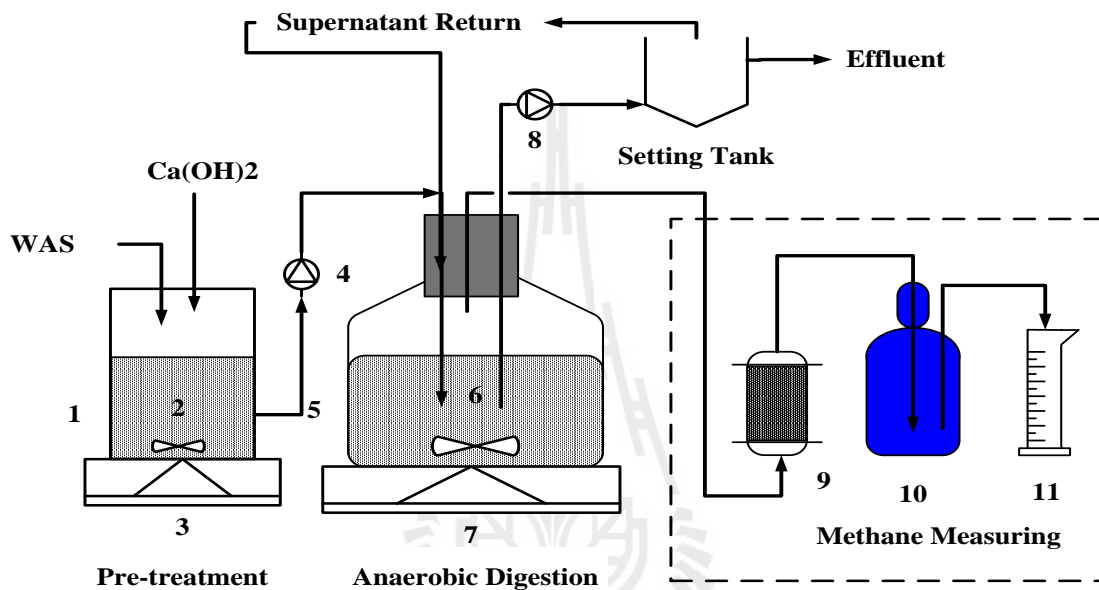 Supernatant Return
Effluent
8
Setting Tank
Ca(OH)2
WAS
4
1
2
5
6
3
7
9
10
11
Methane Measuring
Pre-treatment
Anaerobic Digestion